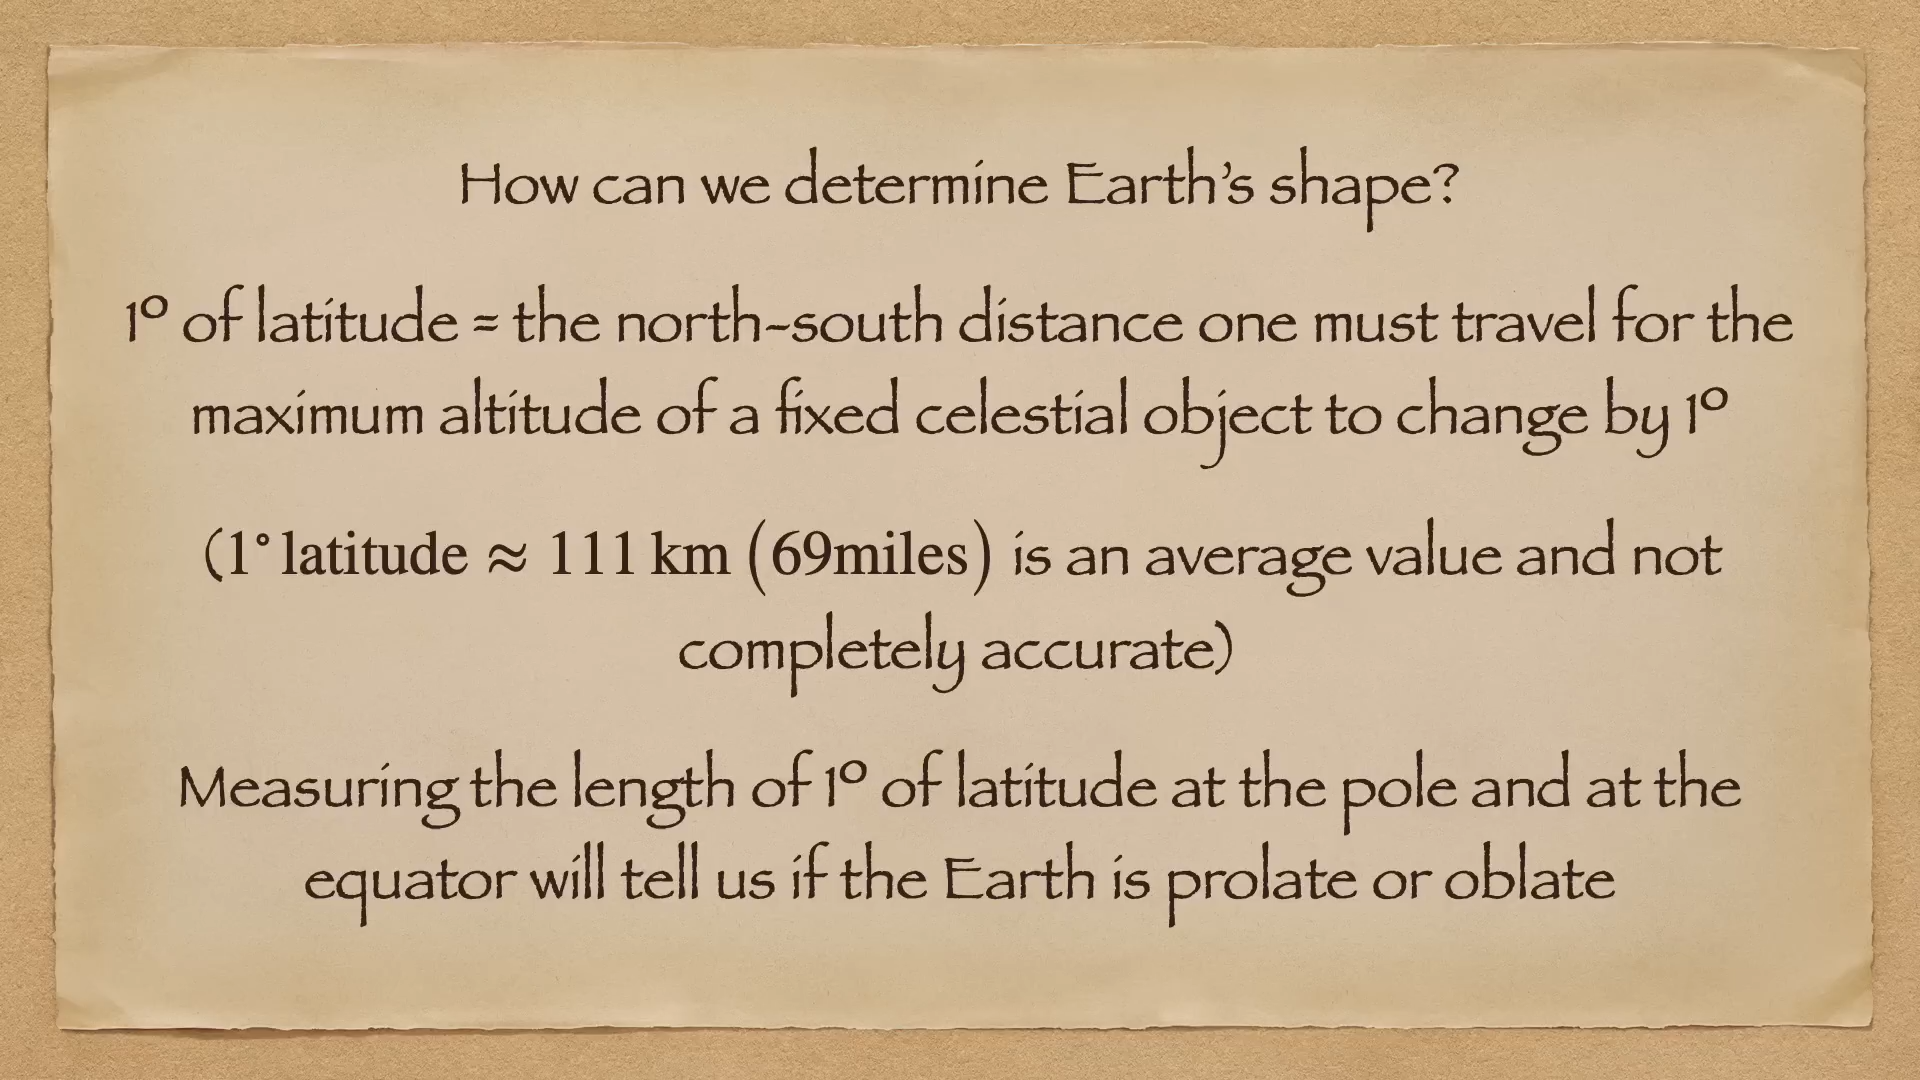 How can we determine Earth’s shape?
1º of latitude = the north-south distance one must travel for the
maximum altitude of a fixed celestial object to change by 1º
(1° latitude ≈ 111 km (69miles) is an average value and not
completely accurate)
Measuring the length of 1º of latitude at the pole and at the
equator will tell us if the Earth is prolate or oblate